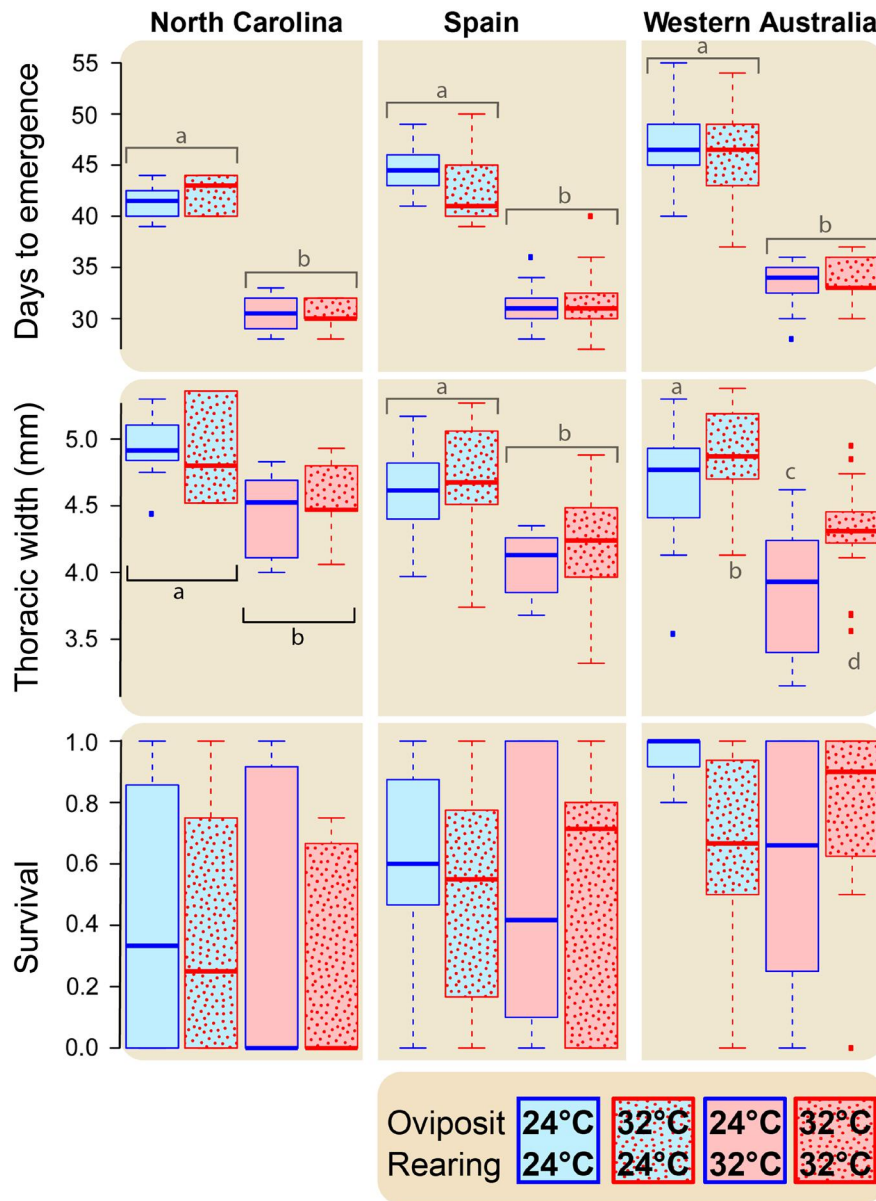 North Carolina Spain Western Australia
Days to emergence
55
50
45
40
35
30
a
b
a
b
a
b
Thoracic width (mm)
5.0
4.5
4.0
3.5
a
b
a
b
a
b
c
d
Survival
1.0
0.8
0.6
0.4
0.2
0.0
Oviposit 24°C 32°C 24°C 32°C
Rearing 24°C 24°C 32°C 32°C